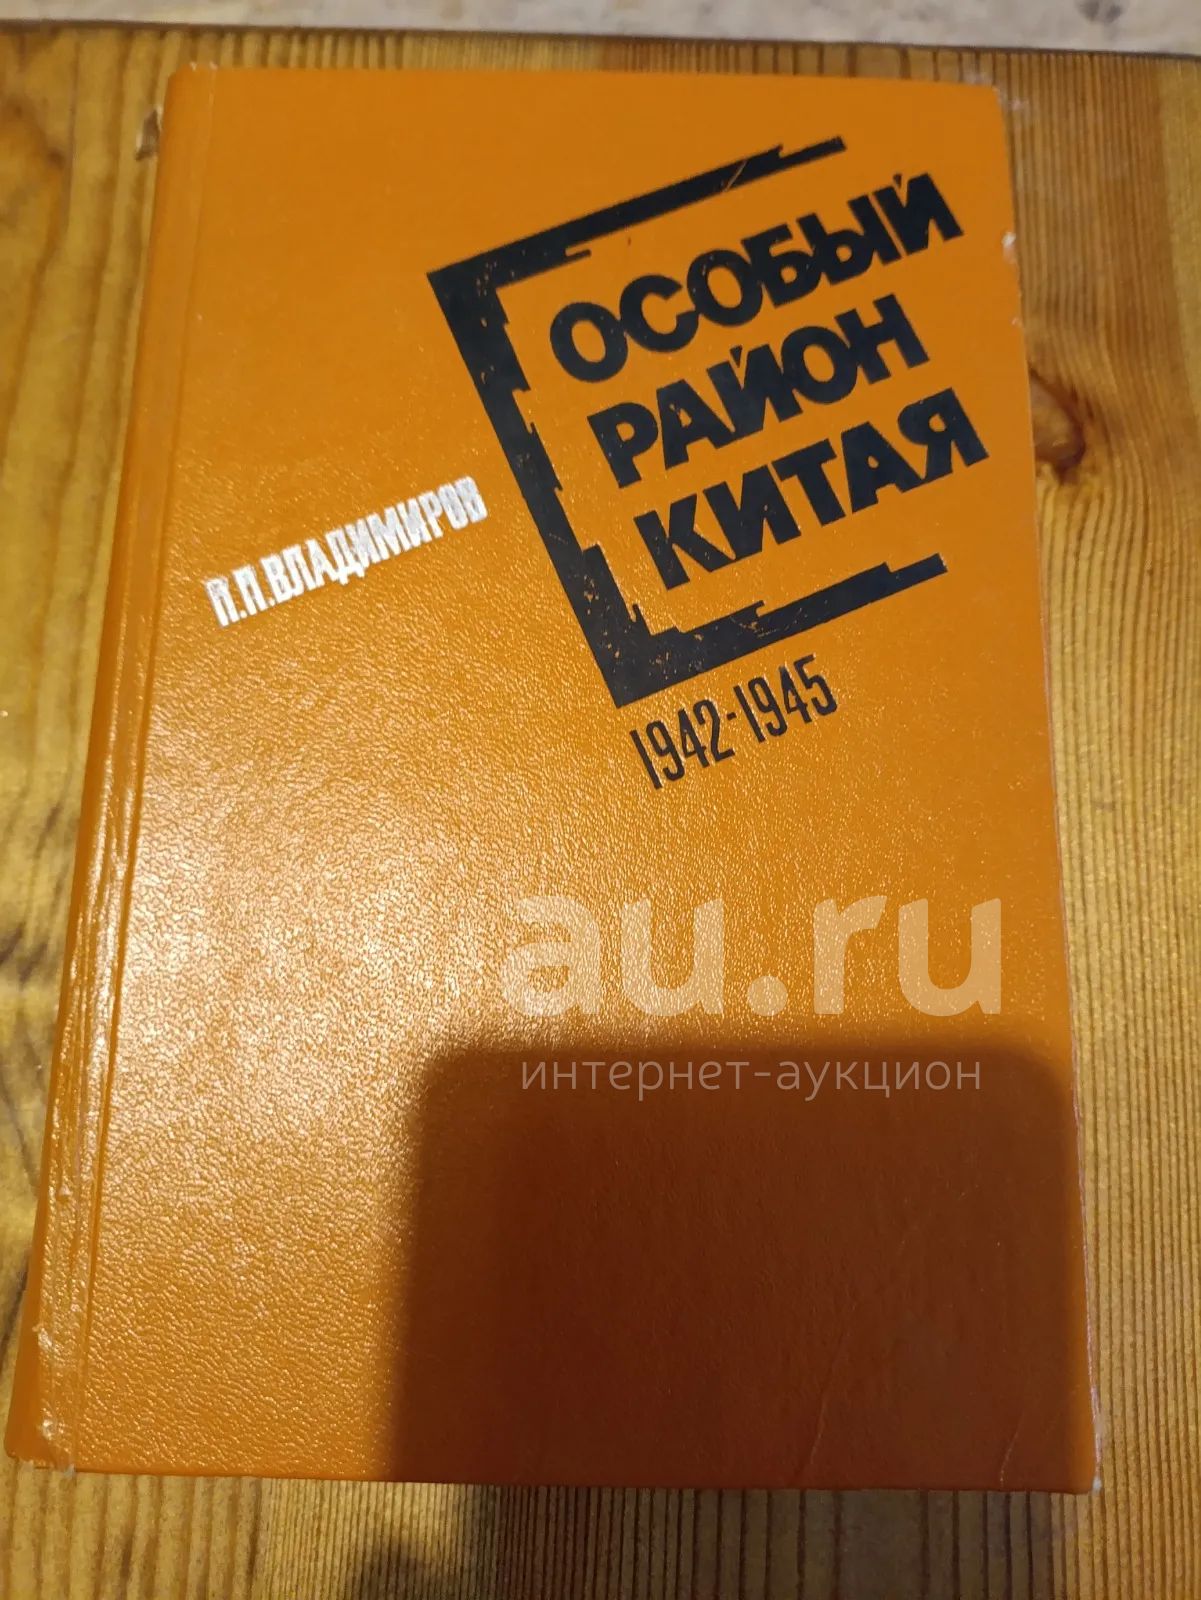 П.П.ВЛАДИМИРОВ
ОСОБЫЙ
РАЙОН
КИТАЯ
1942-1945
au.ru
интернет-аукцион